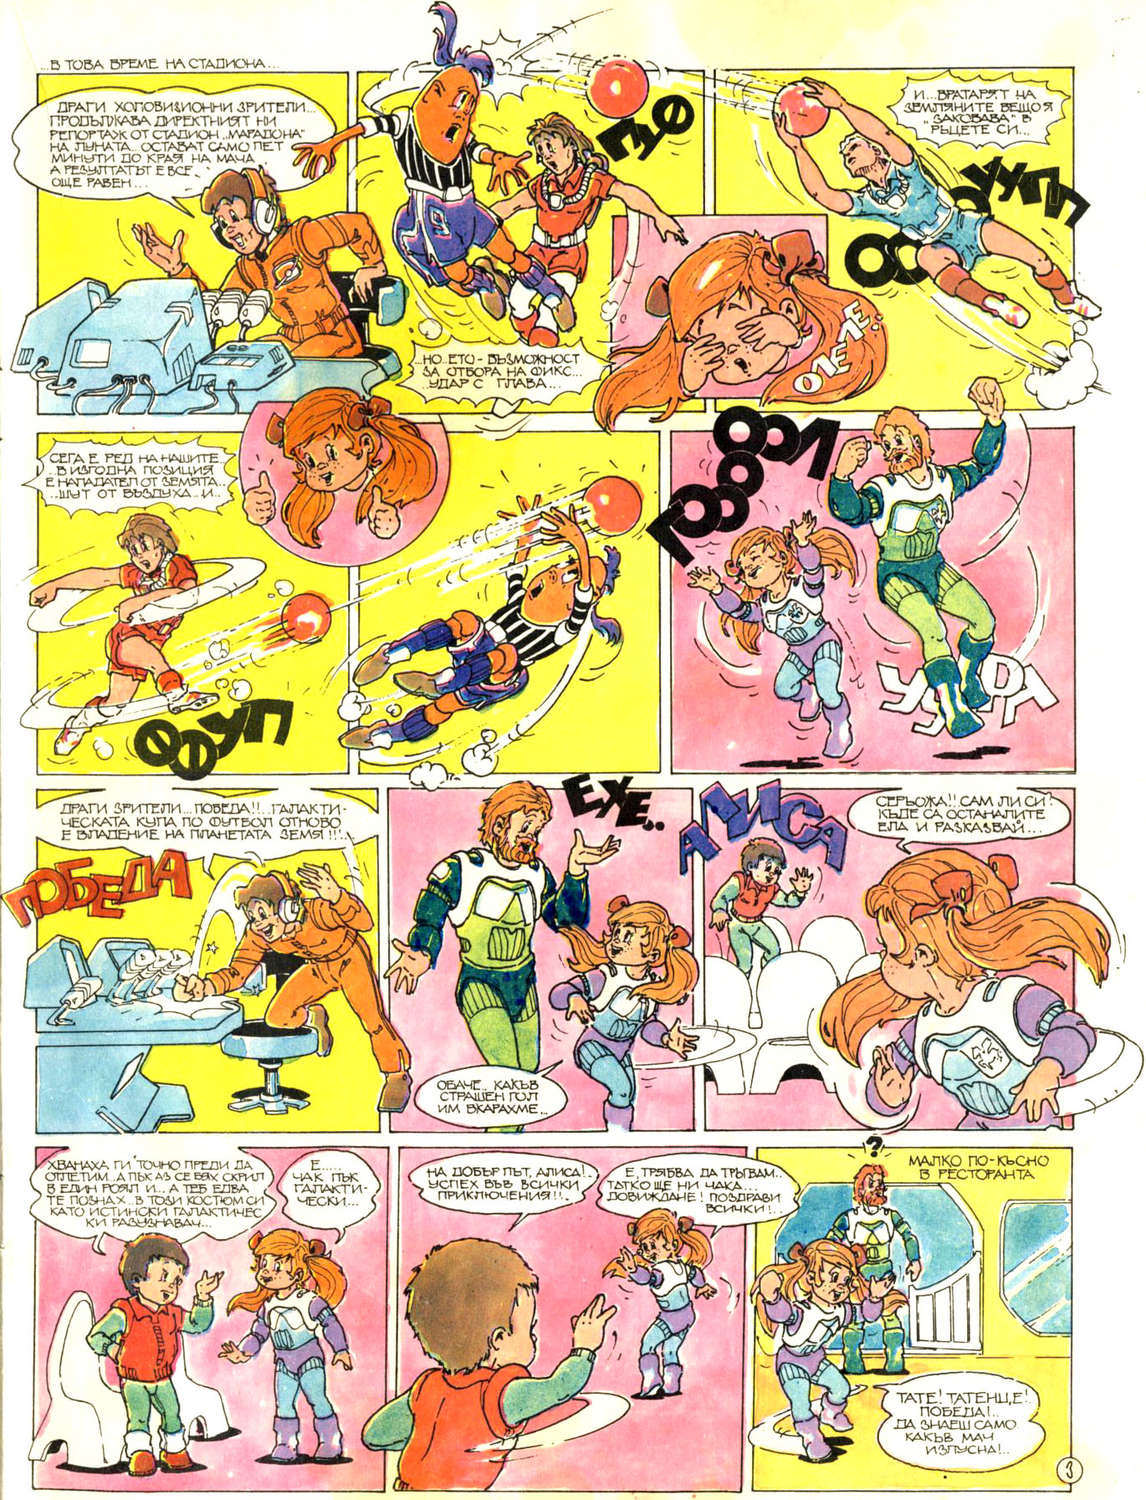 ...В ТОВА ВРЕМЕ НА СТАДИОНА...
ДРАГИ ХОЛОВИЗИОННИ ЗРИТЕЛИ...
ПРОДЪЛЖАВА ДИРЕКТНИЯТ НИ
РЕПОРТАЖ ОТ СТАДИОН „МАРАДОНА"
НА ЛУНАТА.. ОСТАВАТ САМО ПЕТ
МИНУТИ ДО КРАЯ НА МАЧА
А РЕЗУЛТАТЪТ Е ВСЕ
ОЩЕ РАВЕН...
ПУФ
...НО.. ЕТО - ВЪЗМОЖНОСТ
ЗА ОТБОРА НА ФИКС...
..УДАР С ГЛАВА...
И... ВРАТАРЯТ НА
ЗЕМЛЯНИТЕ ВЕЩО Я
„ЗАКОВАВА" В
РЪЦЕТЕ СИ...
ООУУПП
ОЛЕЛЕ..
СЕГА Е РЕД НА НАШИТЕ
..В ИЗГОДНА ПОЗИЦИЯ
Е НАПАДАТЕЛ ОТ ЗЕМЯТА..
..ШУТ ОТ ВЪЗДУХА.. И..
ФФУП
ГООООООЛ
УУРА
ДРАГИ ЗРИТЕЛИ... ПОБЕДА!!...ГАЛАКТИ-
ЧЕСКАТА КУПА ПО ФУТБОЛ ОТНОВО
Е ВЛАДЕНИЕ НА ПЛАНЕТАТА ЗЕМЯ!!!..
ПОБЕДА
ЕХЕ..
ОБАЧЕ.. КАКЪВ
СТРАШЕН ГОЛ
ИМ ВКАРАХМЕ...
АЛИСА
СЕРЬОЖА!! САМ ЛИ СИ?
КЪДЕ СА ОСТАНАЛИТЕ
ЕЛА И РАЗКАЗВАЙ...
ХВАНАХА ГИ ТОЧНО ПРЕДИ ДА
ОТЛЕТИМ.. А ПЪК АЗ СЕ БЯХ СКРИЛ
В ЕДИН РОЯЛ И... А ТЕБ ЕДВА
ТЕ ПОЗНАХ В ТОЗИ КОСТЮМ СИ
КАТО ИСТИНСКИ ГАЛАКТИЧЕС
КИ РАЗУЗНАВАЧ...
Е.....
ЧАК ПЪК
ГАЛАКТИ-
ЧЕСКИ...
НА ДОБЪР ПЪТ, АЛИСА!..
УСПЕХ ВЪВ ВСИЧКИ
ПРИКЛЮЧЕНИЯ!!..
Е, ТРЯБВА ДА ТРЪГВАМ..
ТАТКО ЩЕ НИ ЧАКА...
ДОВИЖДАНЕ! ПОЗДРАВИ
ВСИЧКИ!..
МАЛКО ПО-КЪСНО
В РЕСТОРАНТА
?
ТАТЕ! ТАТЕНЦЕ!
ПОБЕДА!..
ДА ЗНАЕШ САМО
КАКЪВ МАЧ
ИЗПУСНА!..
3